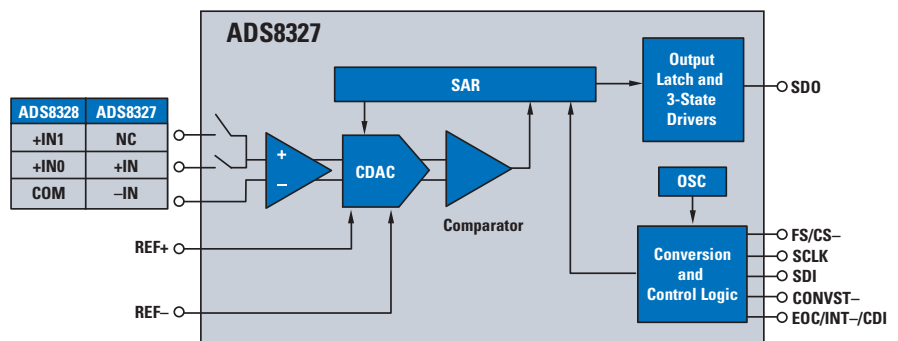 ADS8327
Output
Latch and
3-State
Drivers
SDO
SAR
ADS8328 ADS8327
+IN1 NC
+IN0 +IN
COM –IN
+
–
CDAC
Comparator
OSC
REF+
REF–
Conversion
and
Control Logic
FS/CS–
SCLK
SDI
CONVST–
EOC/INT–/CDI